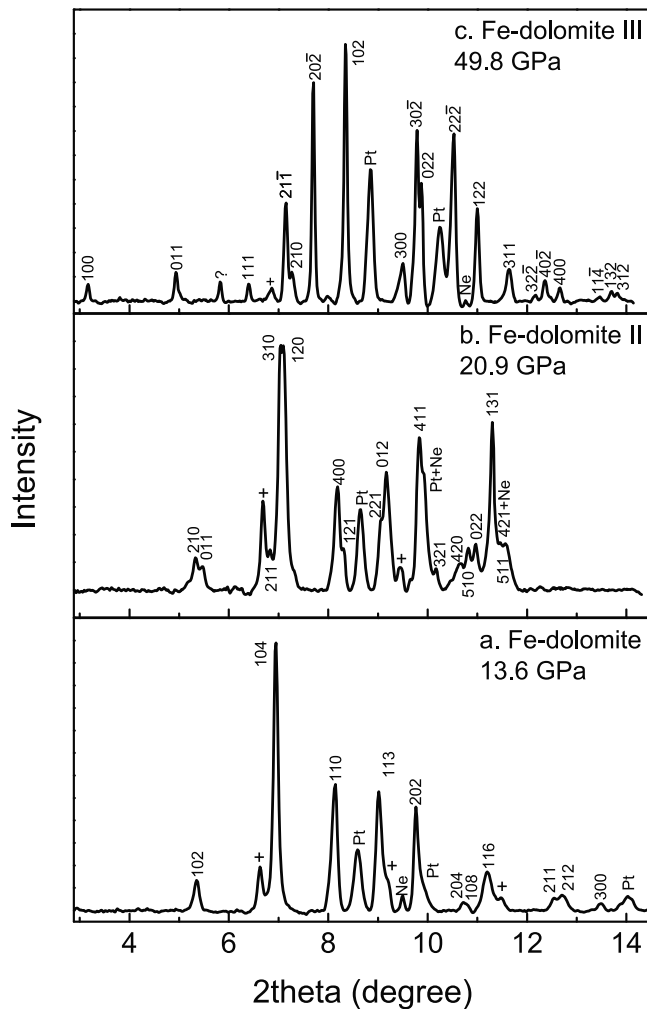 c. Fe-dolomite III
49.8 GPa
100
011
?
111
+
211̅
210
202̅
102
Pt
300
302̅
022
Pt
222̅
Ne
122
311
322̅
402̅
400
114̅
132
312̅
b. Fe-dolomite II
20.9 GPa
210
011
+
211
310
120
400
121
Pt
221
012
+
411
Pt+Ne
321
420
510
022
131
511
421+Ne
a. Fe-dolomite
13.6 GPa
102
+
104
110
Pt
113
+
Ne
202
Pt
204
108
116
+
211
212
300
Pt
Intensity
4 6 8 10 12 14
2theta (degree)